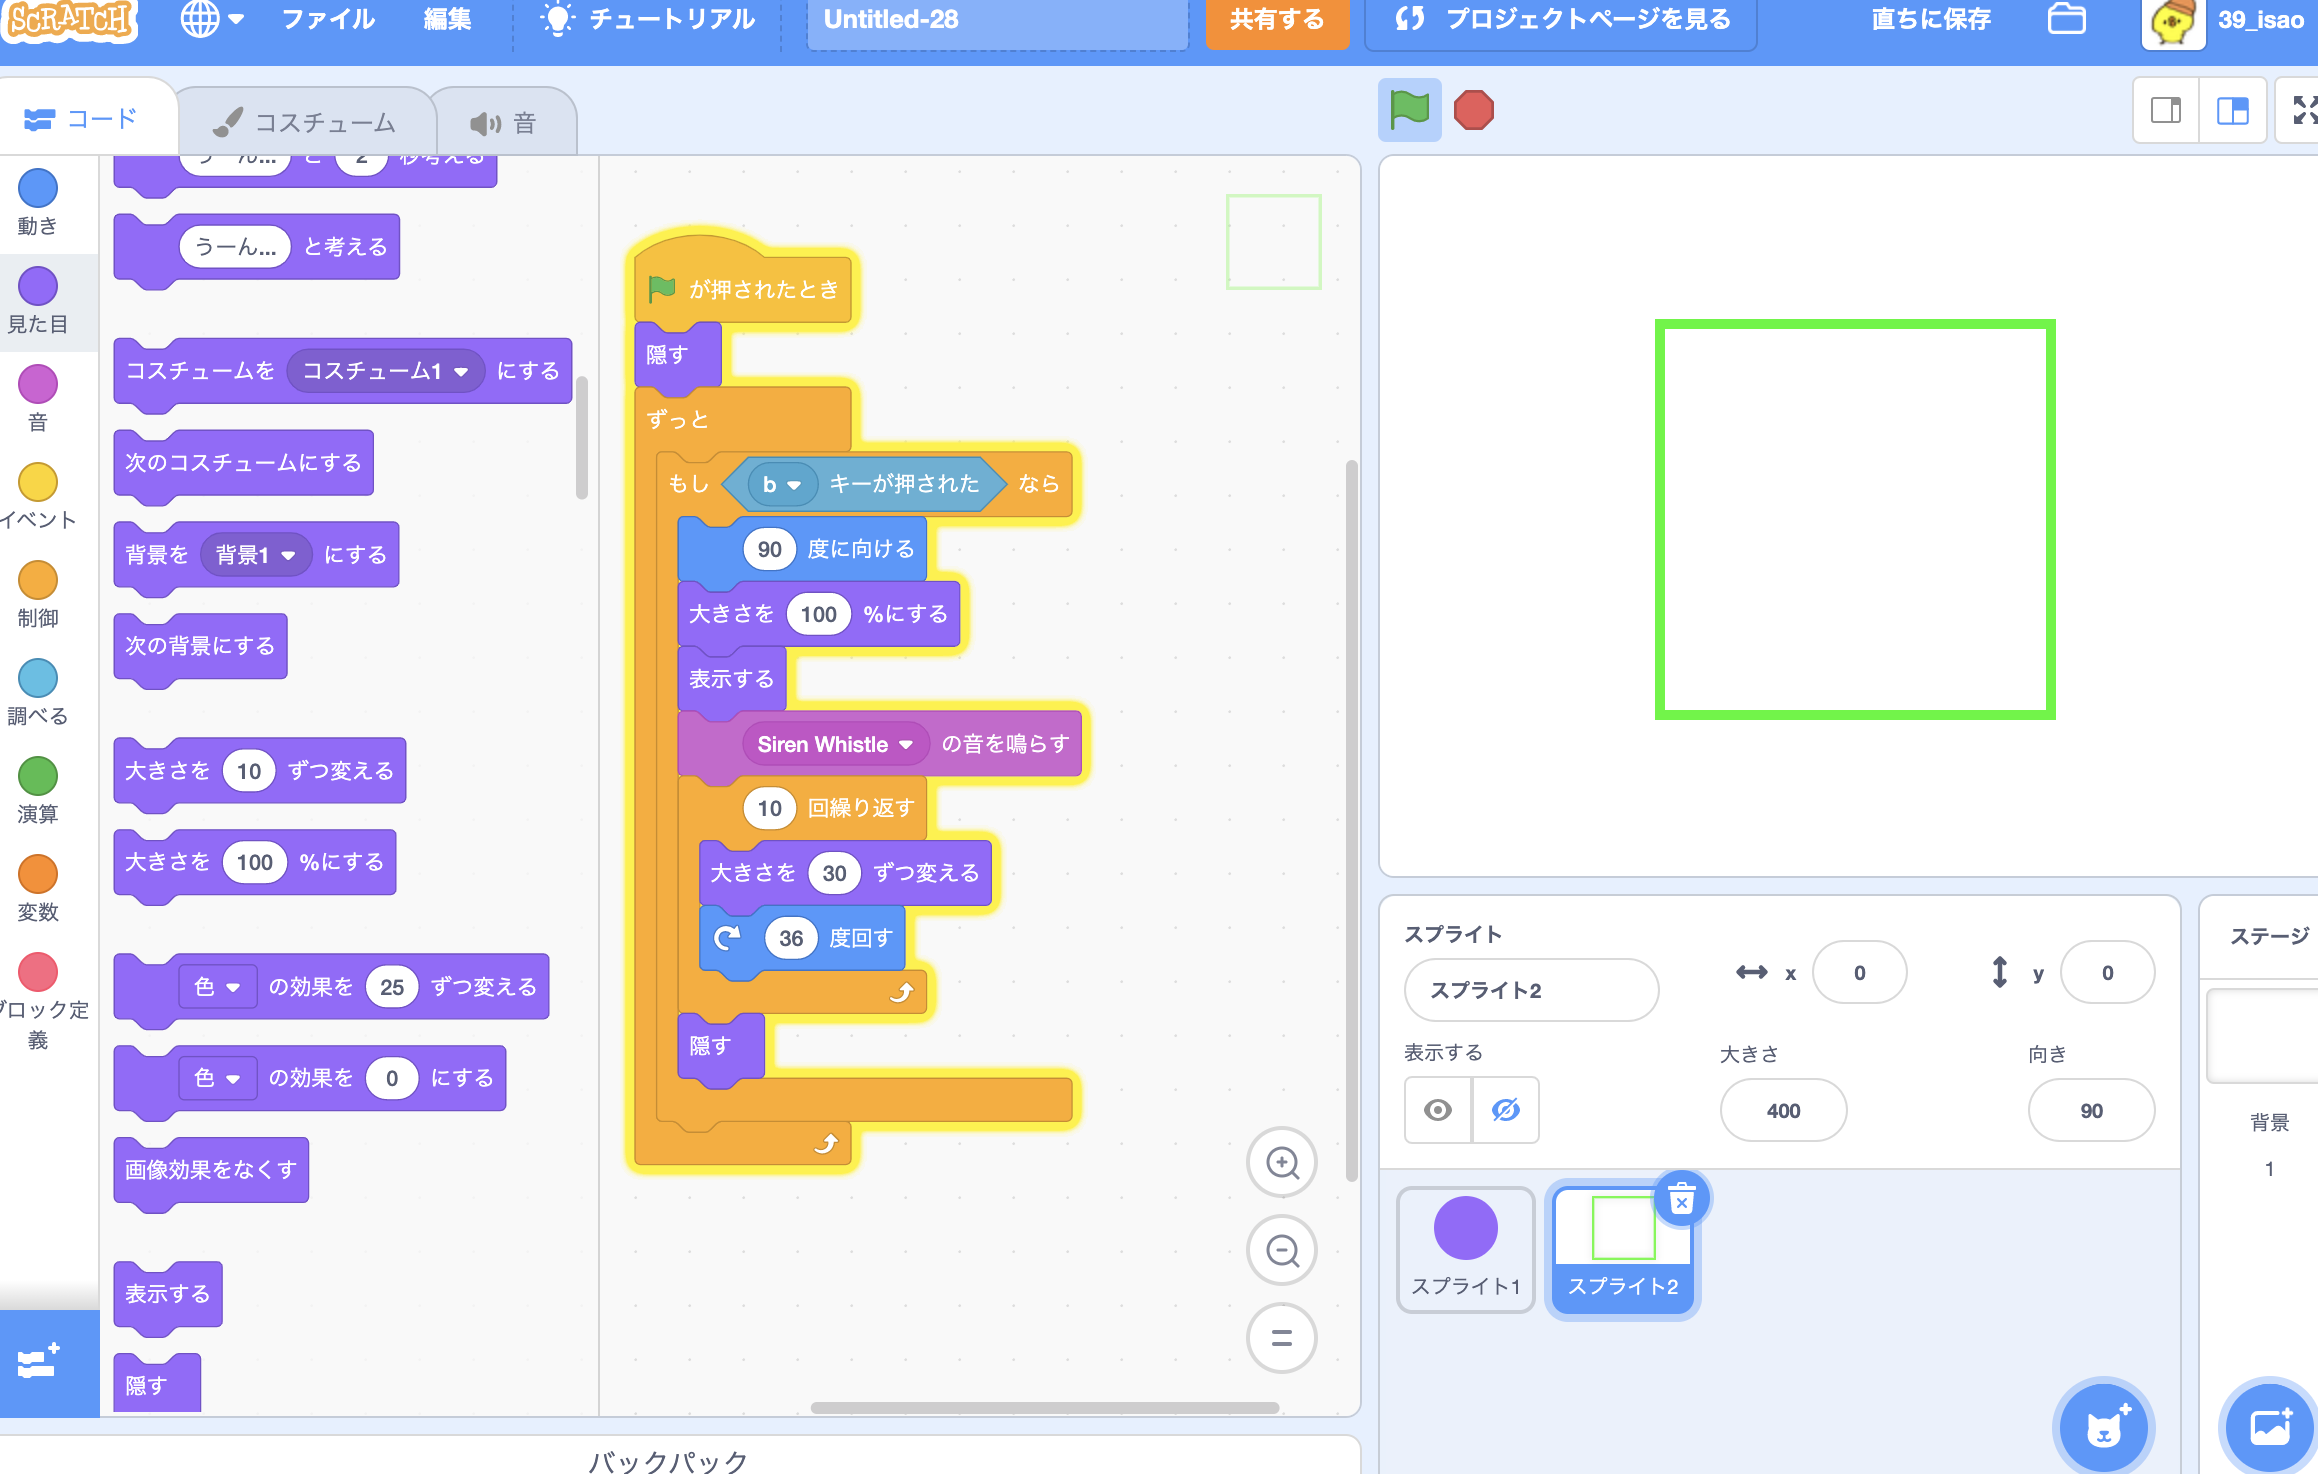 SCRATCH
ファイル
編集
チュートリアル
Untitled-28
共有する
プロジェクトページを見る
直ちに保存
39_isao
コード
コスチューム
音
動き
見た目
音
イベント
制御
調べる
演算
変数
ブロック定
義
うーん... と 2 秒考える
うーん... と考える
コスチュームを コスチューム1 にする
次のコスチュームにする
背景を 背景1 にする
次の背景にする
大きさを 10 ずつ変える
大きさを 100 %にする
色 の効果を 25 ずつ変える
色 の効果を 0 にする
画像効果をなくす
表示する
隠す
が押されたとき
隠す
ずっと
もし b キーが押された なら
90 度に向ける
大きさを 100 %にする
表示する
Siren Whistle の音を鳴らす
10 回繰り返す
大きさを 30 ずつ変える
36 度回す
隠す
バックパック
スプライト
スプライト2
x 0
y 0
表示する
大きさ
400
向き
90
スプライト1
スプライト2
ステージ
背景
1